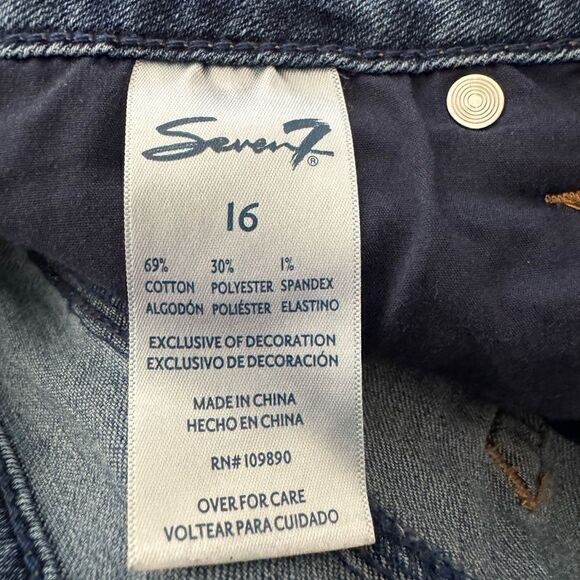 Seven7®
16
69% 30% 1%
COTTON POLYESTER SPANDEX
ALGODÓN POLIÉSTER ELASTINO
EXCLUSIVE OF DECORATION
EXCLUSIVO DE DECORACIÓN
MADE IN CHINA
HECHO EN CHINA
RN# 109890
OVER FOR CARE
VOLTEAR PARA CUIDADO